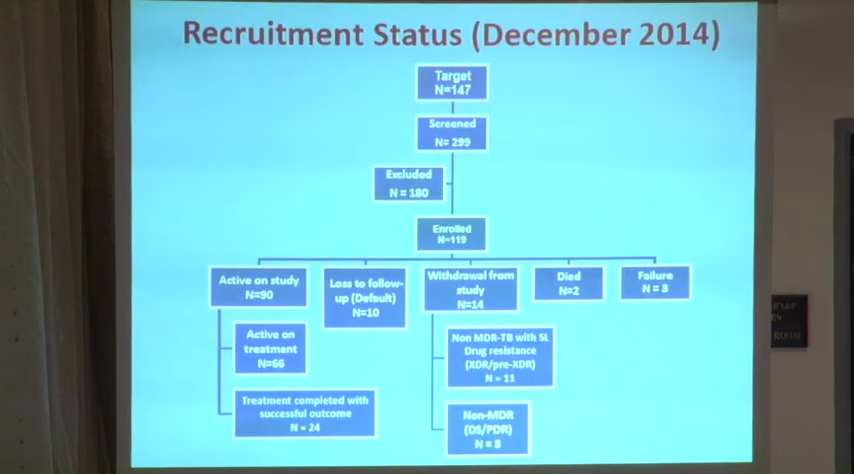 Recruitment Status (December 2014)
Target
N=147
Screened
N= 299
Excluded
N = 180
Enrolled
N=119
Active on study
N=90
Loss to follow-
up (Default)
N=10
Withdrawal from
study
N=14
Died
N=2
Failure
N = 3
Active on
treatment
N=66
Treatment completed with
successful outcome
N = 24
Non MDR-TB with SL
Drug resistance
(XDR/pre-XDR)
N = 11
Non-MDR
(DS/PDR)
N = 3
ROOM